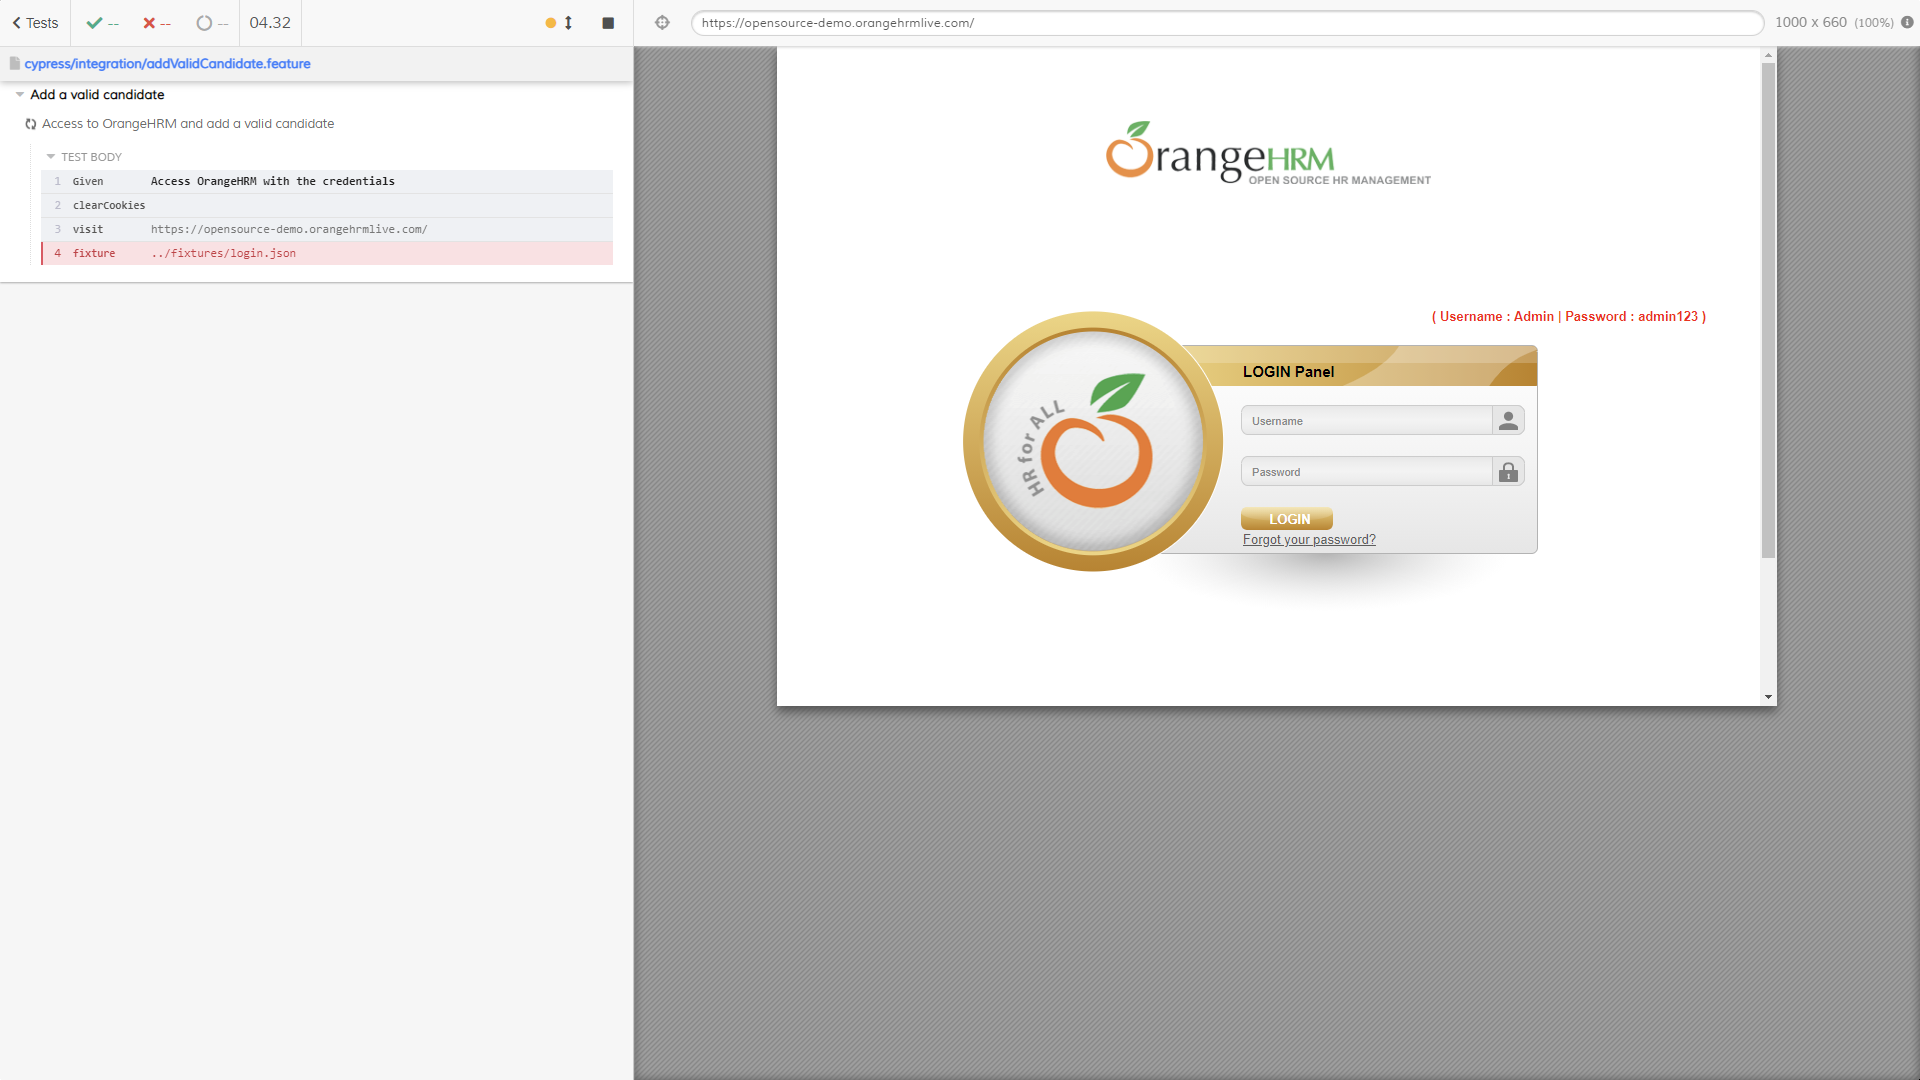 Tests
--
--
--
04.32
https://opensource-demo.orangehrmlive.com/
1000 x 660 (100%)
cypress/integration/addValidCandidate.feature
Add a valid candidate
Access to OrangeHRM and add a valid candidate
TEST BODY
1 Given Access OrangeHRM with the credentials
2 clearCookies
3 visit https://opensource-demo.orangehrmlive.com/
4 fixture ../fixtures/login.json
OrangeHRM
OPEN SOURCE HR MANAGEMENT
( Username : Admin | Password : admin123 )
HR for ALL
LOGIN Panel
Username
Password
LOGIN
Forgot your password?